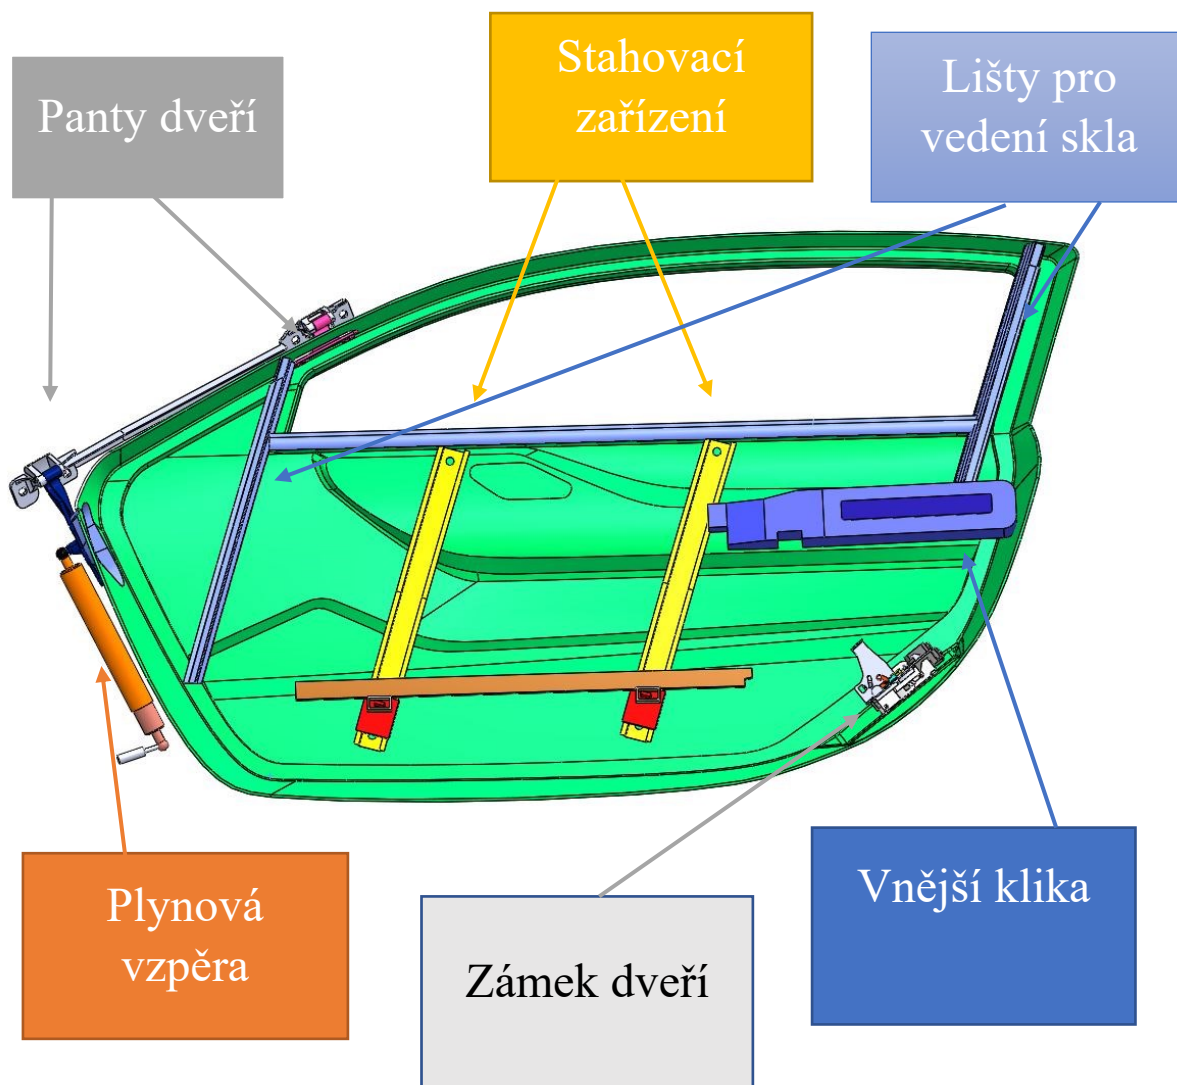 Panty dveří
Stahovací
zařízení
Lišty pro
vedení skla
Plynová
vzpěra
Zámek dveří
Vnější klika